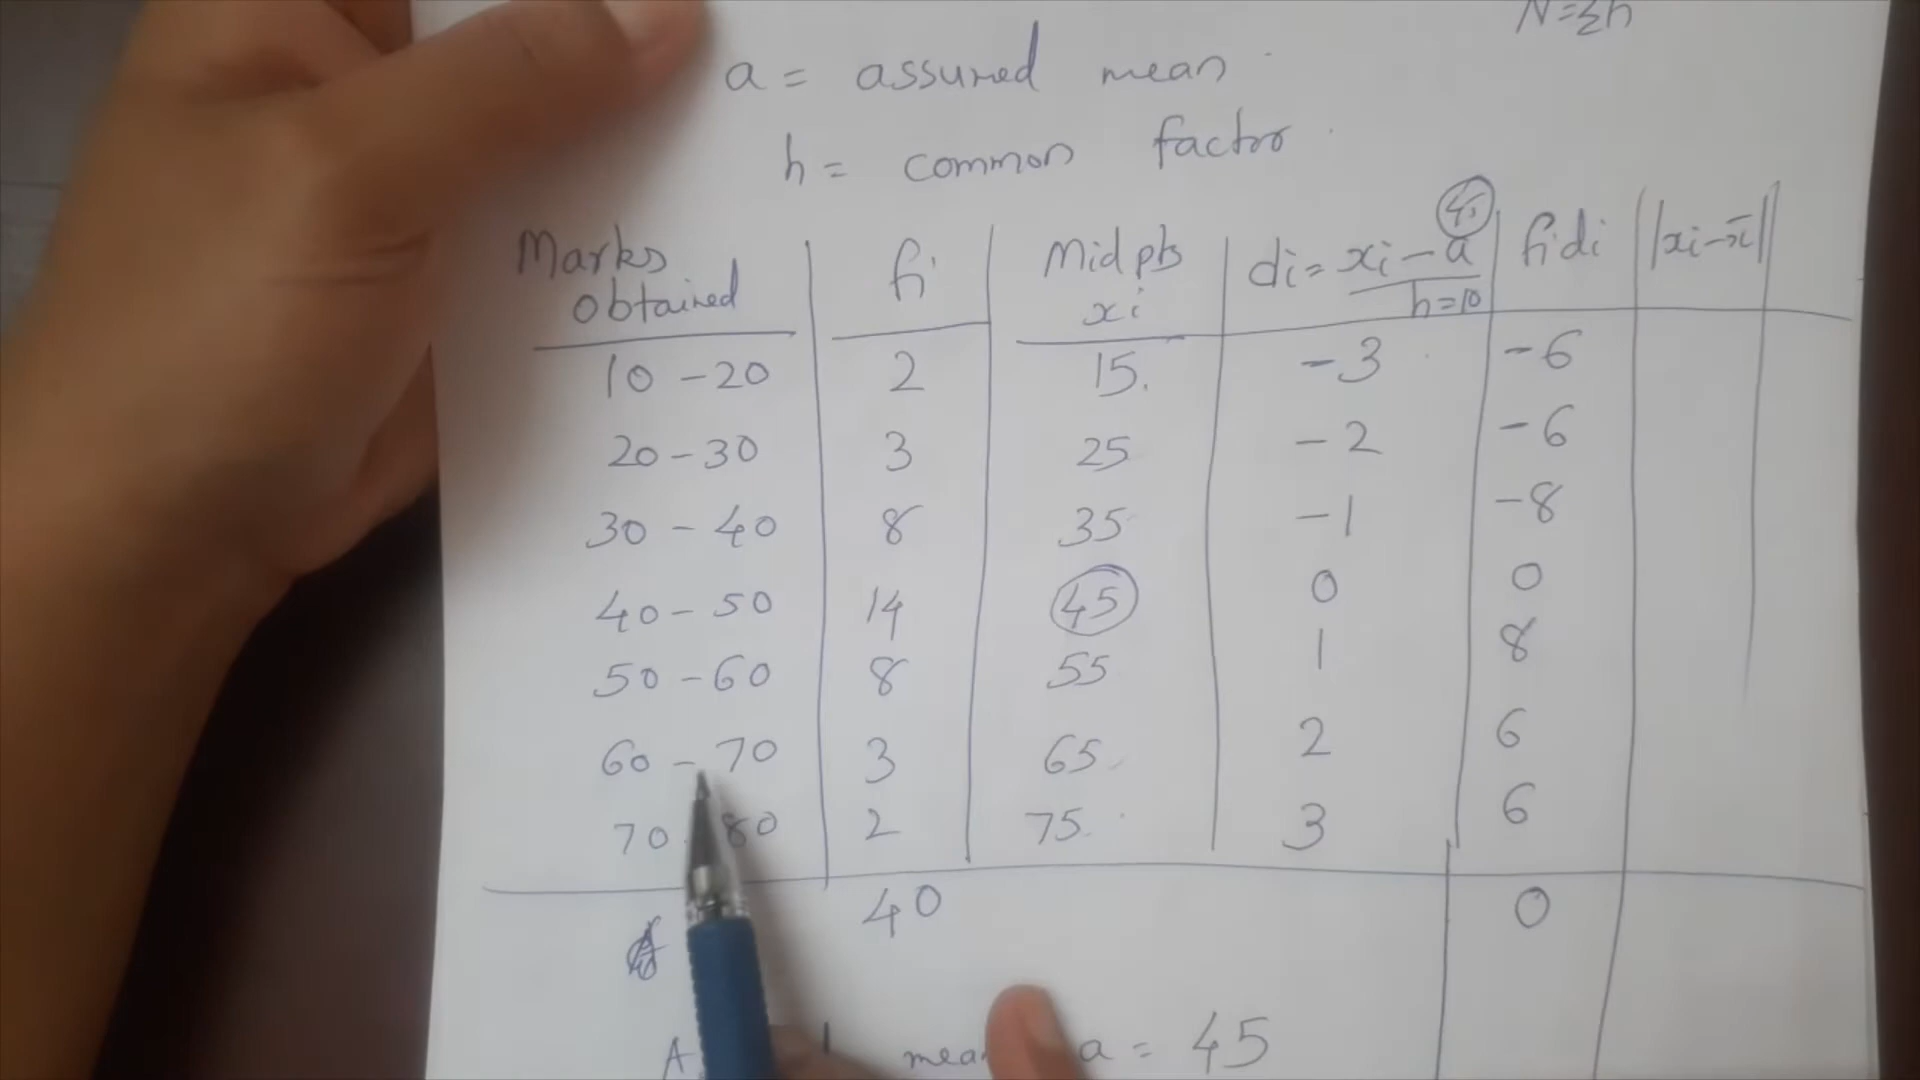 N = Σh
a = assumed mean
h = common factor
Marks obtained | fi | Mid pts xi | di = xi - a / h = 10 | fidi | |xi - x̄|
45
10 - 20 2 15. -3 -6
20 - 30 3 25 -2 -6
30 - 40 8 35 -1 -8
40 - 50 14 45 0 0
50 - 60 8 55 1 8
60 - 70 3 65 2 6
70 80 2 75 3 6
40 0
mean a = 45